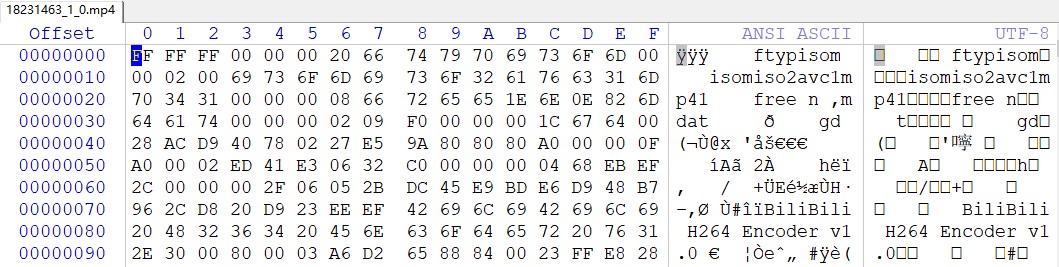 18231463_1_0.mp4
Offset 0 1 2 3 4 5 6 7 8 9 A B C D E F ANSI ASCII UTF-8
00000000 FF FF FF 00 00 00 20 66 74 79 70 69 73 6F 6D 00 ÿÿÿ ftypisom ftypisom
00000010 00 02 00 69 73 6F 6D 69 73 6F 32 61 76 63 31 6D isomiso2avc1m isomiso2avc1m
00000020 70 34 31 00 00 00 08 66 72 65 65 1E 6E 0E 82 6D p41 free n ‚m p41 free n
00000030 64 61 74 00 00 00 02 09 F0 00 00 00 1C 67 64 00 dat ð gd t gd
00000040 28 AC D9 40 78 02 27 E5 9A 80 80 80 A0 00 00 0F (¬Ù@x 'åš€€€ ( '嚀
00000050 A0 00 02 ED 41 E3 06 32 C0 00 00 00 04 68 EB EF íAã 2À hëï A h
00000060 2C 00 00 00 2F 06 05 2B DC 45 E9 BD E6 D9 48 B7 , / +ÜEé½æÙH· / +
00000070 96 2C D8 20 D9 23 EE EF 42 69 6C 69 42 69 6C 69 –,Ø Ù#îïBiliBili BiliBili
00000080 20 48 32 36 34 20 45 6E 63 6F 64 65 72 20 76 31 H264 Encoder v1 H264 Encoder v1
00000090 2E 30 00 80 00 03 A6 D2 65 88 84 00 23 FF E8 28 .0 € ¦Òeˆ„ #ÿè( .0 #